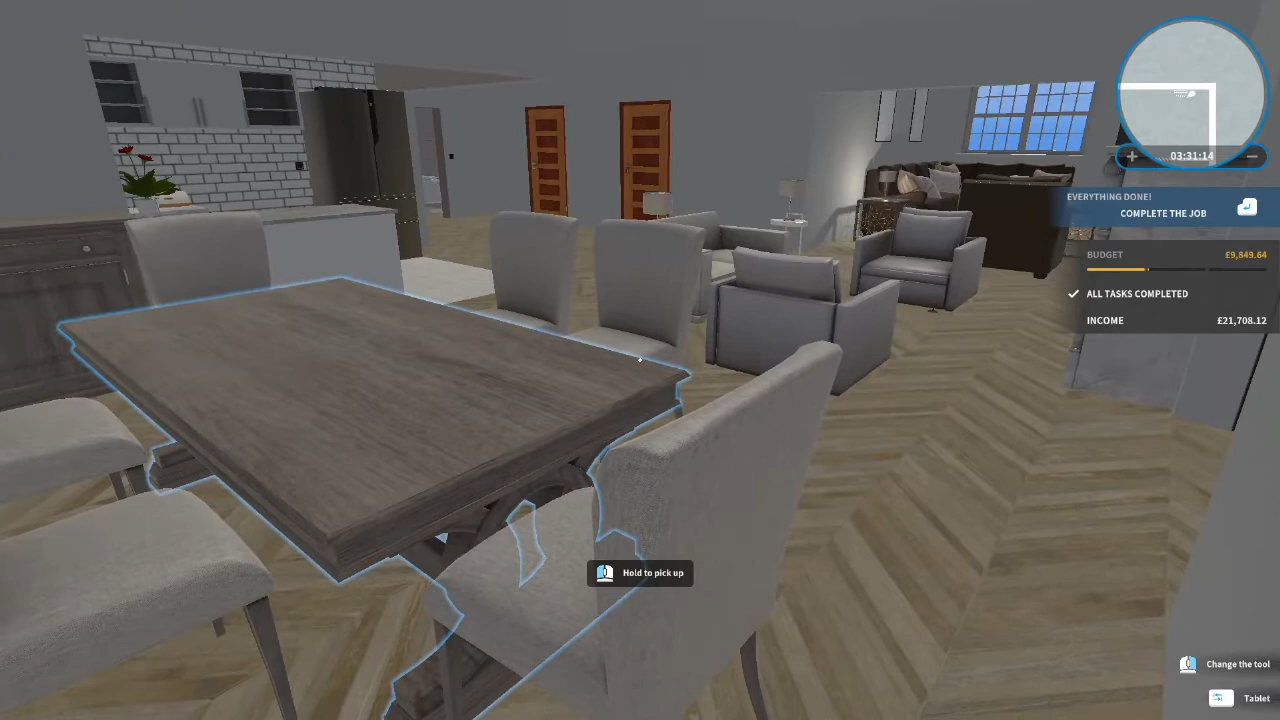 03:31:14
EVERYTHING DONE!
COMPLETE THE JOB
BUDGET £9,849.64
ALL TASKS COMPLETED
INCOME £21,708.12
Hold to pick up
Change the tool
Tablet